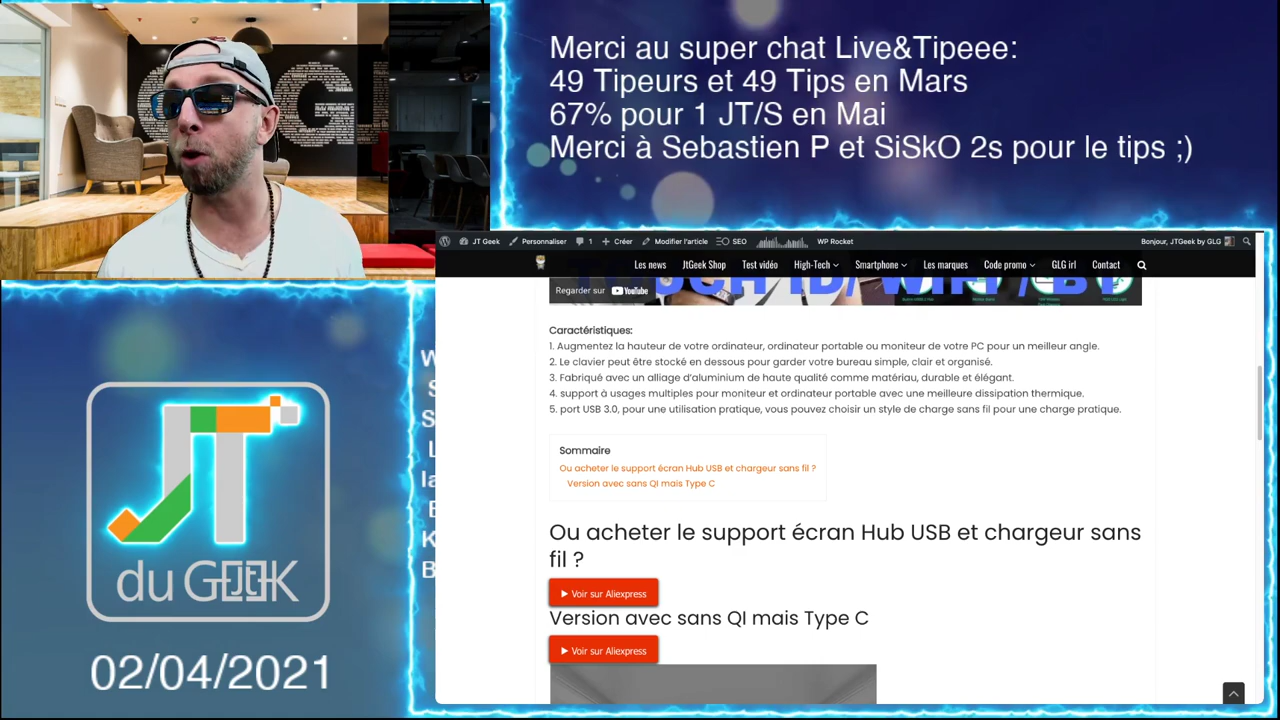 Merci au super chat Live&Tipeee:
49 Tipeurs et 49 Tips en Mars
67% pour 1 JT/S en Mai
Merci à Sebastien P et SiSkO 2s pour le tips ;)
JT Geek Personnaliser 1 Créer Modifier l'article SEO WP Rocket Bonjour, JTGeek by GLG
Les news JtGeek Shop Test vidéo High-Tech Smartphone Les marques Code promo GLG irl Contact
Regarder sur YouTube
Caractéristiques:
1. Augmentez la hauteur de votre ordinateur, ordinateur portable ou moniteur de votre PC pour un meilleur angle.
2. Le clavier peut être stocké en dessous pour garder votre bureau simple, clair et organisé.
3. Fabriqué avec un alliage d'aluminium de haute qualité comme matériau, durable et élégant.
4. support à usages multiples pour moniteur et ordinateur portable avec une meilleure dissipation thermique.
5. port USB 3.0, pour une utilisation pratique, vous pouvez choisir un style de charge sans fil pour une charge pratique.
Sommaire
Ou acheter le support écran Hub USB et chargeur sans fil ?
Version avec sans QI mais Type C
Ou acheter le support écran Hub USB et chargeur sans
fil ?
Voir sur Aliexpress
Version avec sans QI mais Type C
Voir sur Aliexpress
JT
du GEEK
02/04/2021